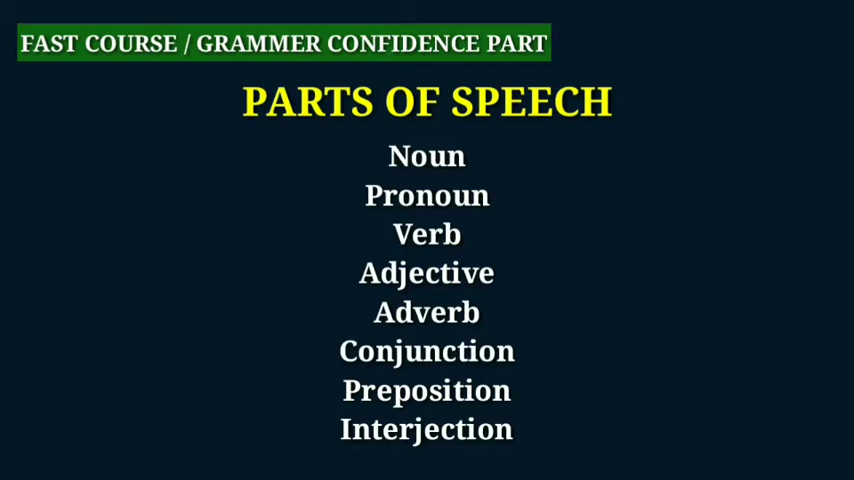 FAST COURSE / GRAMMER CONFIDENCE PART
PARTS OF SPEECH
Noun
Pronoun
Verb
Adjective
Adverb
Conjunction
Preposition
Interjection